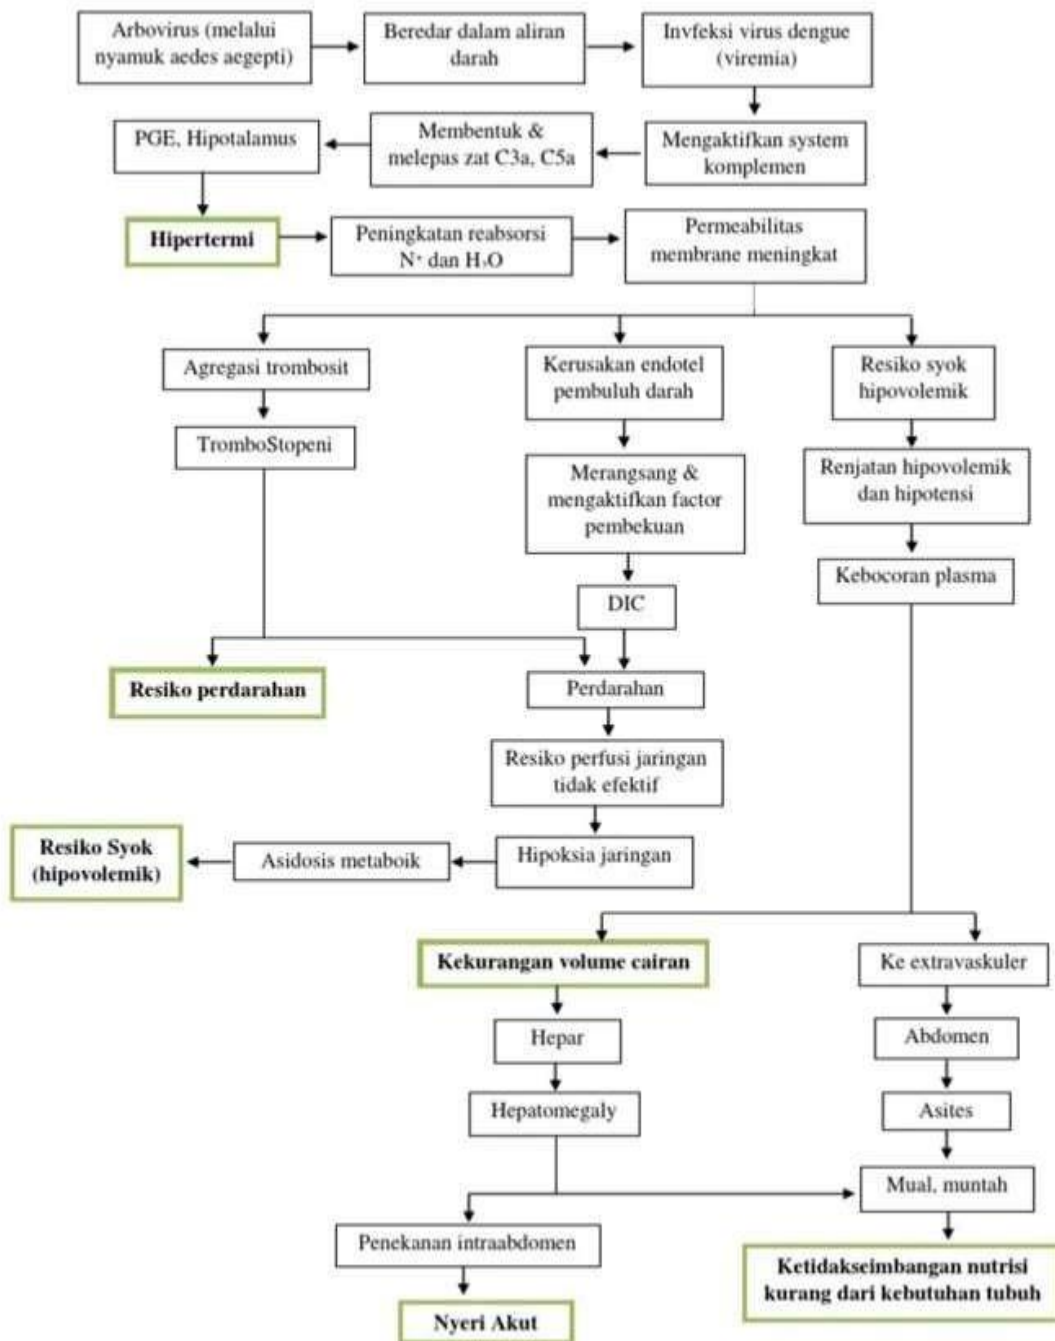 Arbovirus (melalui
nyamuk aedes aegepti)
Beredar dalam aliran
darah
Invfeksi virus dengue
(viremia)
PGE, Hipotalamus
Membentuk &
melepas zat C3a, C5a
Mengaktifkan system
komplemen
Hipertermi
Peningkatan reabsorsi
N⁺ dan H₂O
Permeabilitas
membrane meningkat
Agregasi trombosit
Kerusakan endotel
pembuluh darah
Resiko syok
hipovolemik
TromboStopeni
Merangsang &
mengaktifkan factor
pembekuan
Renjatan hipovolemik
dan hipotensi
Kebocoran plasma
DIC
Resiko perdarahan
Perdarahan
Resiko perfusi jaringan
tidak efektif
Resiko Syok
(hipovolemik)
Asidosis metaboik
Hipoksia jaringan
Kekurangan volume cairan
Ke extravaskuler
Hepar
Abdomen
Hepatomegaly
Asites
Mual, muntah
Penekanan intraabdomen
Ketidakseimbangan nutrisi
kurang dari kebutuhan tubuh
Nyeri Akut